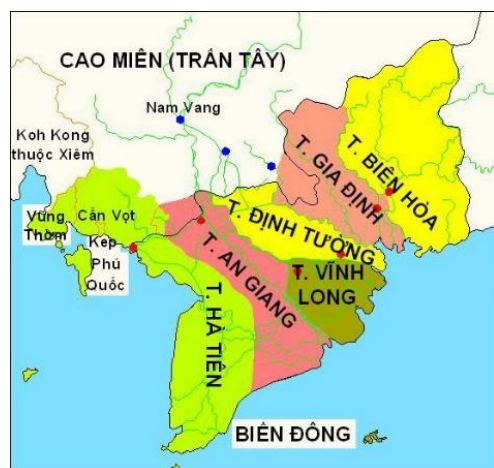 CAO MIÊN (TRẤN TÂY)
Nam Vang
Koh Kong
thuộc Xiêm
T. GIA ĐỊNH
T. BIÊN HÒA
Vũng
Thơm
Cần Vọt
Kép
Phú
Quốc
T. ĐỊNH TƯỜNG
T. AN GIANG
T. VĨNH
LONG
T. HÀ TIÊN
BIỂN ĐÔNG